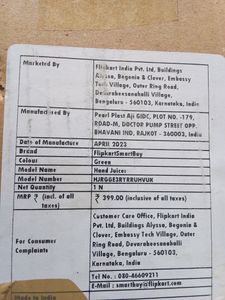 Marketed By
Flipkart India Pvt. Ltd, Buildings
Alyssa, Begonia & Clover, Embassy
Tech Village, Outer Ring Road,
Devarabeesanahalli Village,
Bengaluru - 560103, Karnataka, India
Manufactured By
Pearl Plast Aji GIDC, PLOT NO. -179,
ROAD-M, DOCTOR PUMP STREET OPP.
BHAVANI IND, RAJKOT - 360003, India
Date of Manufacture APRIL 2023
Brand FlipkartSmartBuy
Colour Green
Model Name Hand Juicer
Model Number HJRGGE3RYRRUHVUK
Net Quantity 1 N
MRP ₹ (incl. of all taxes) ₹ 399.00 (inclusive of all taxes)
For Consumer Complaints
Customer Care Office, Flipkart India
Pvt. Ltd, Buildings Alyssa, Begonia &
Clover, Embassy Tech Village, Outer
Ring Road, Devarabeesanahalli
Village, Bengaluru - 560103,
Karnataka, India
Tel No.: 080-46609211
E-mail : smartbuy@flipkart.com
Made in India